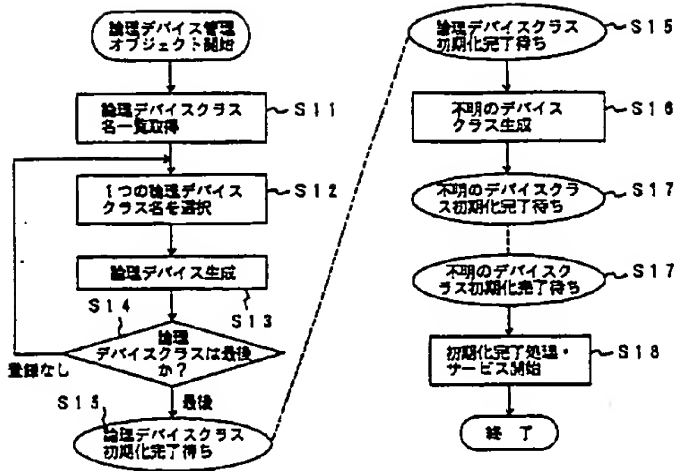 論理デバイス管理
オブジェクト開始
論理デバイスクラス
名一覧取得
S11
1つの論理デバイス
クラス名を選択
S12
論理デバイス生成
S13
S14
論理
デバイスクラスは最後
か?
登録なし
最後
S15
論理デバイスクラス
初期化完了待ち
論理デバイスクラス
初期化完了待ち
S15
不明のデバイス
クラス生成
S16
不明のデバイスクラ
ス初期化完了待ち
S17
不明のデバイスク
ラス初期化完了待ち
S17
初期化完了処理・
サービス開始
S18
終了